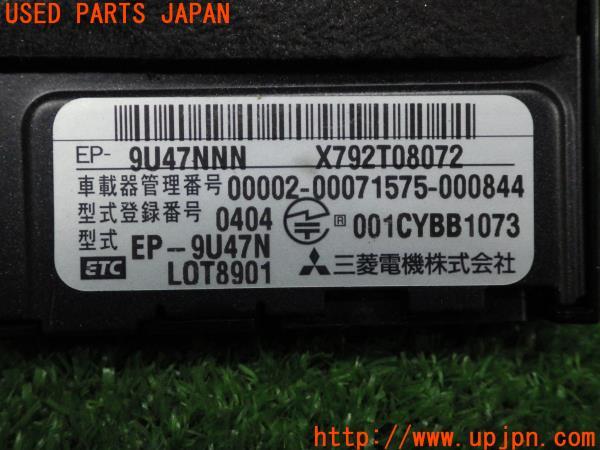 USED PARTS JAPAN
EP- 9U47NNN X792T08072
車載器管理番号 00002-00071575-000844
型式登録番号 0404 R 001CYBB1073
型式 EP-9U47N
ETC LOT8901 三菱電機株式会社
UPJ http://www.upjpn.com/